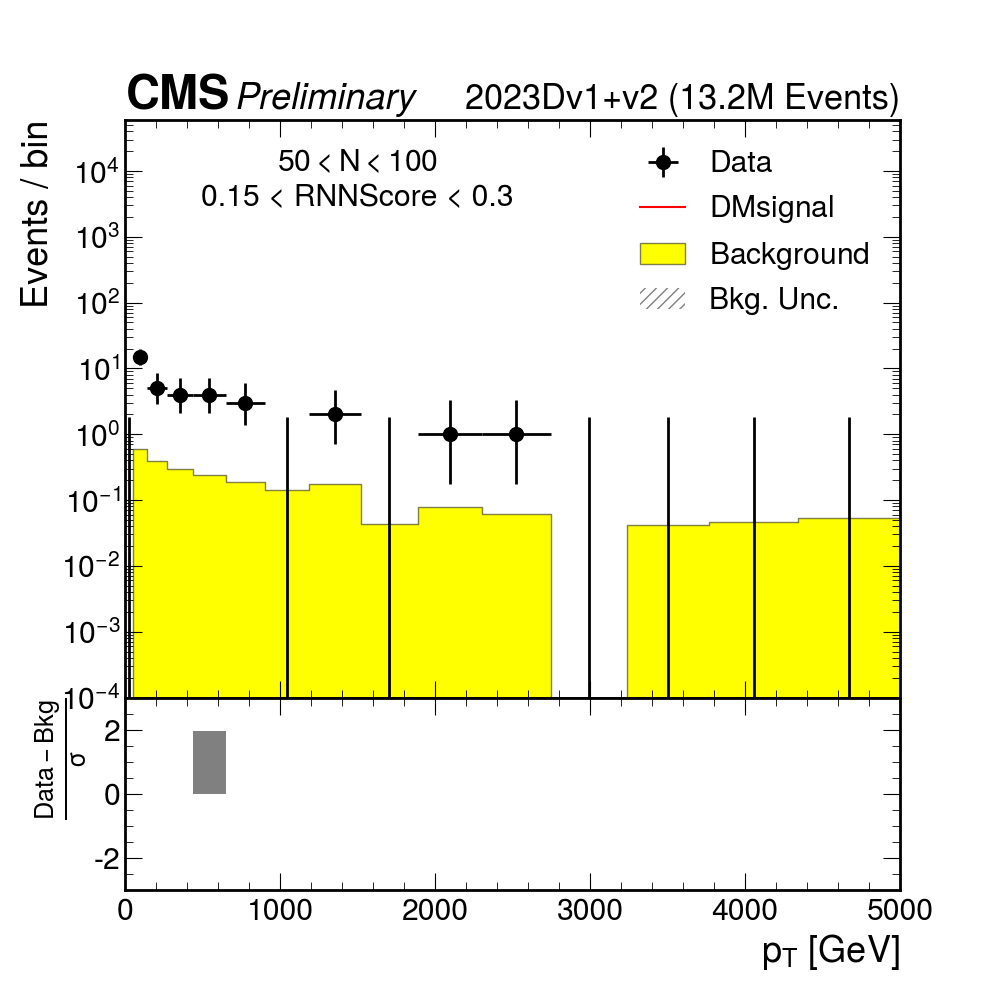 CMS Preliminary 2023Dv1+v2 (13.2M Events)
Events / bin
50 < N < 100
0.15 < RNNScore < 0.3
Data
DMsignal
Background
Bkg. Unc.
10⁴
10³
10²
10¹
10⁰
10⁻¹
10⁻²
10⁻³
10⁻⁴
Data – Bkg
σ
2
0
-2
0 1000 2000 3000 4000 5000
p_T [GeV]